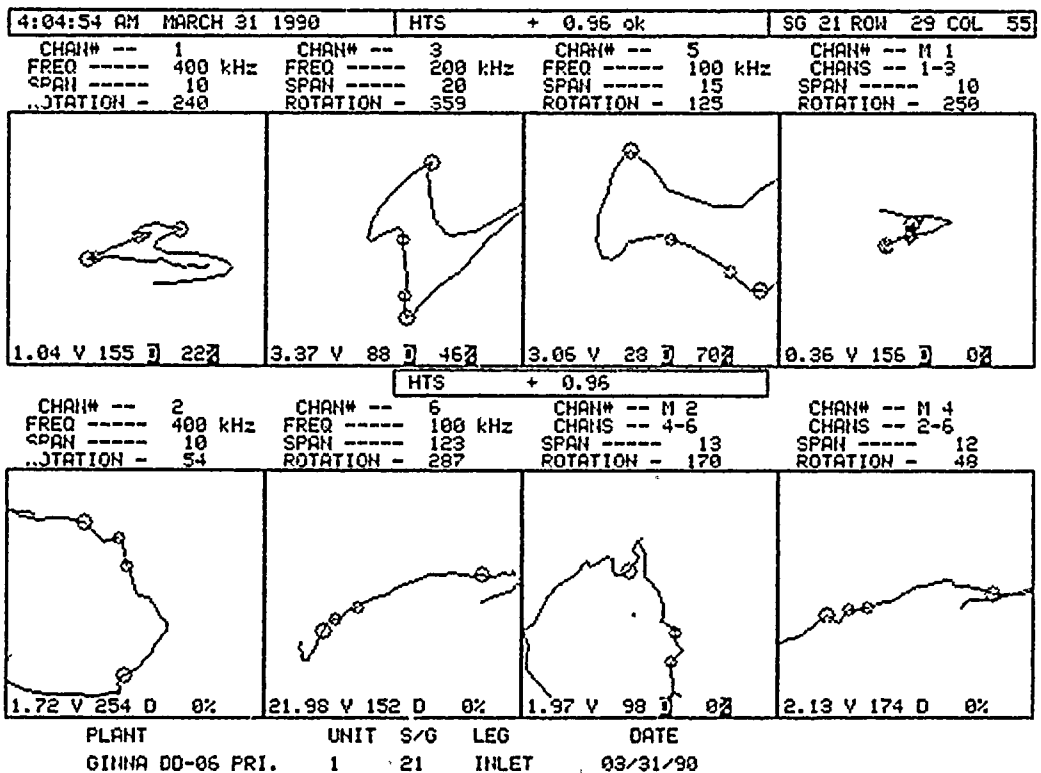 4:04:54 AM MARCH 31 1990 HTS + 0.96 ok SG 21 ROW 29 COL 55
CHAN# -- 1 CHAN# -- 3 CHAN# -- 5 CHAN# -- M 1
FREQ ----- 400 kHz FREQ ----- 200 kHz FREQ ----- 100 kHz CHANS - 1-3
SPAN ------ 10 SPAN ------ 20 SPAN ------ 15 SPAN ------ 10
..OTATION - 240 ROTATION - 359 ROTATION - 125 ROTATION - 250
1.04 V 155 D 22% 3.37 V 88 D 46% 3.06 V 23 D 70% 0.36 V 156 D 0%
HTS + 0.96
CHAN# -- 2 CHAN# -- 6 CHAN# -- M 2 CHAN# -- M 4
FREQ ----- 400 kHz FREQ ----- 100 kHz CHANS - 4-6 CHANS - 2-6
SPAN ------ 10 SPAN ------ 123 SPAN ----- 13 SPAN ----- 12
..OTATION - 54 ROTATION - 287 ROTATION - 170 ROTATION - 48
1.72 V 254 D 0% 21.98 V 152 D 0% 1.97 V 98 D 0% 2.13 V 174 D 0%
PLANT UNIT S/G LEG DATE
GINNA DD-06 PRI. 1 21 INLET 03/31/90